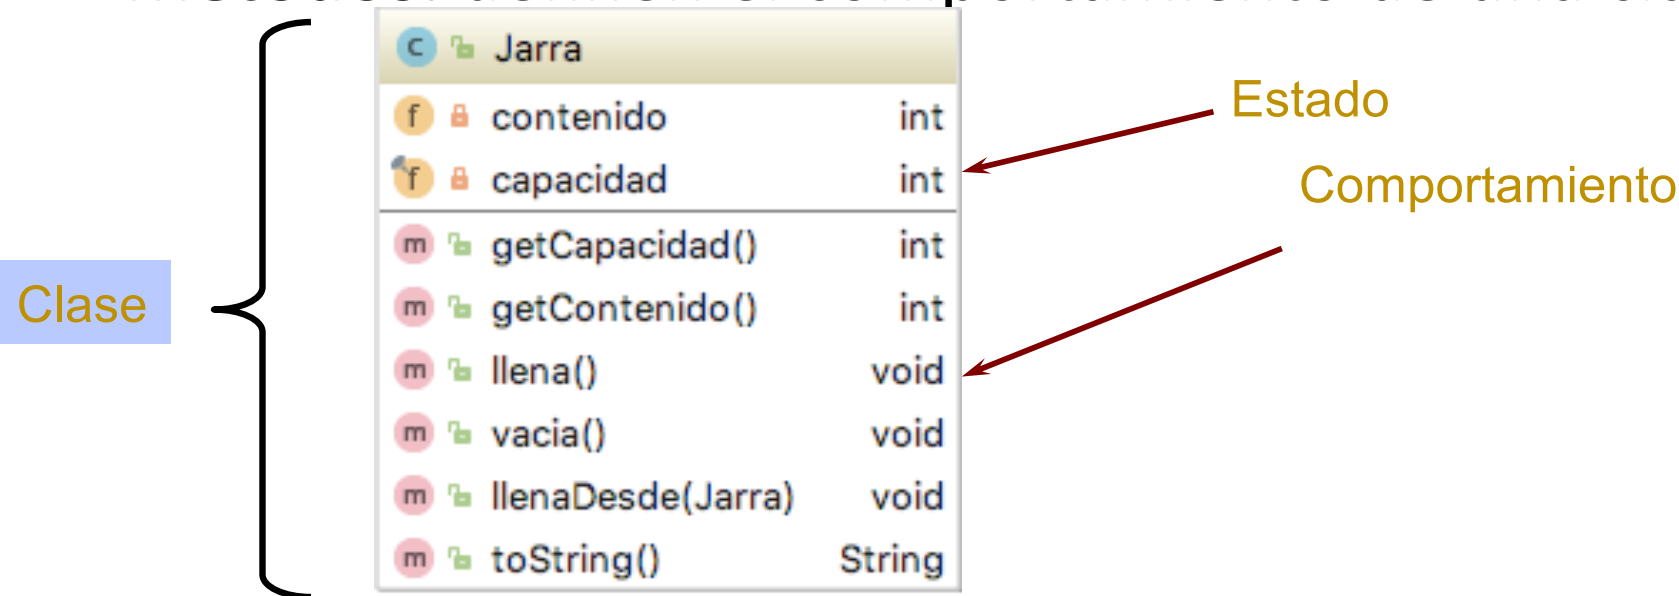 Jarra
contenido int
capacidad int
getCapacidad() int
getContenido() int
llena() void
vacia() void
llenaDesde(Jarra) void
toString() String
Clase
Estado
Comportamiento